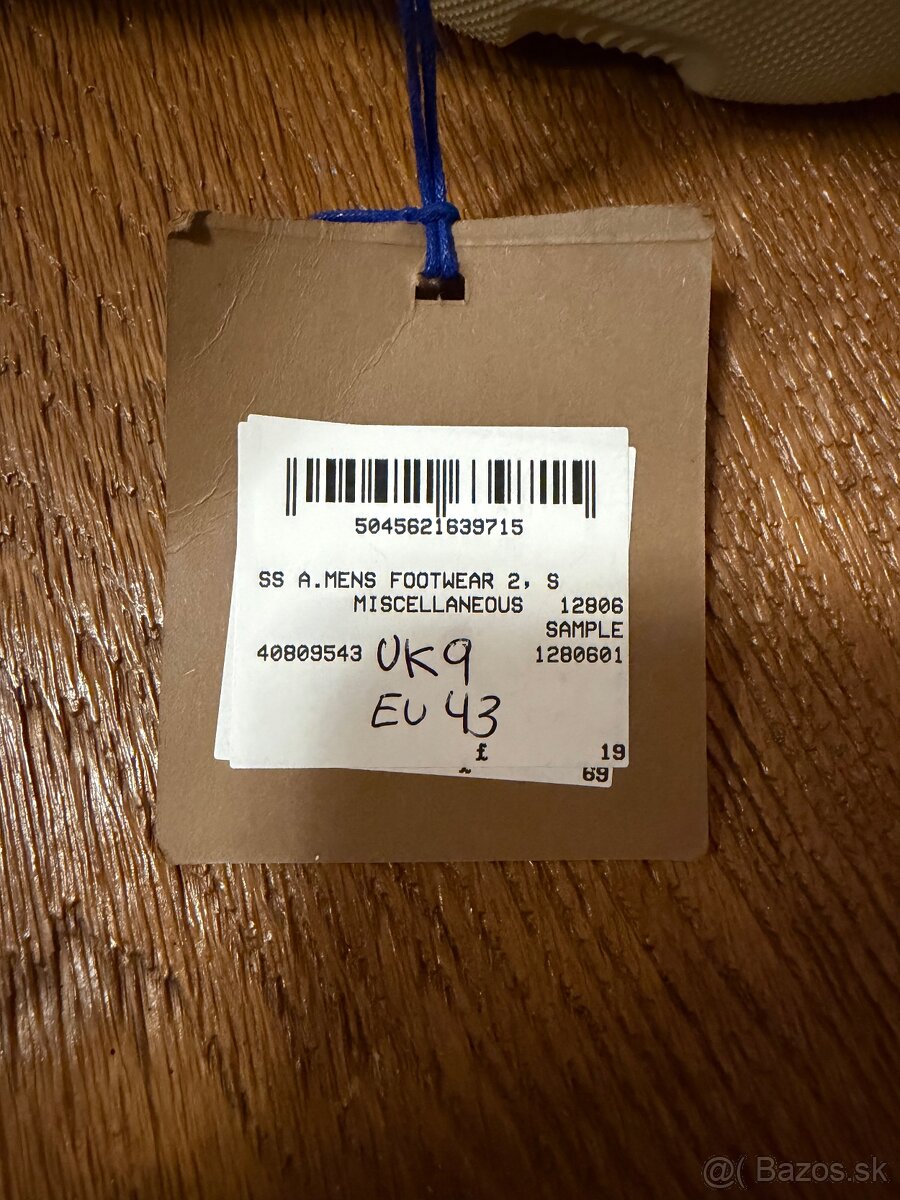 5045621639715
SS A.MENS FOOTWEAR 2, S
MISCELLANEOUS 12806
SAMPLE
40809543 UK9 1280601
EU 43
£ 19
69
@( Bazos.sk